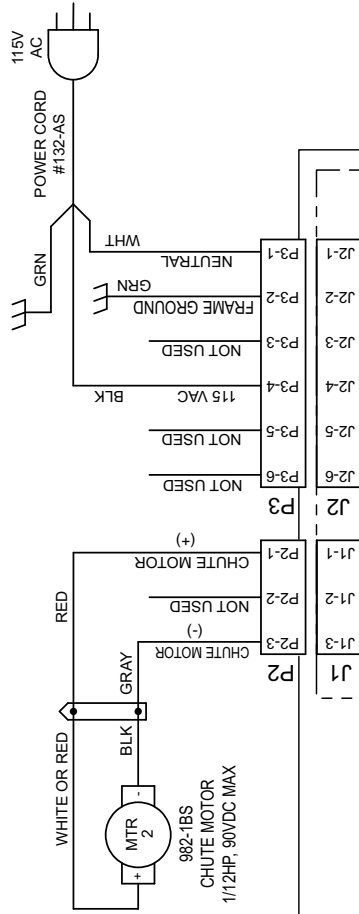 115V
AC
POWER CORD
#132-AS
GRN
WHT
NEUTRAL
GRN
FRAME GROUND
NOT USED
BLK
115 VAC
NOT USED
NOT USED
P3-1
P3-2
P3-3
P3-4
P3-5
P3-6
P3
J2-1
J2-2
J2-3
J2-4
J2-5
J2-6
J2
RED
(+)
CHUTE MOTOR
NOT USED
(-)
CHUTE MOTOR
GRAY
P2-1
P2-2
P2-3
P2
J1-1
J1-2
J1-3
J1
WHITE OR RED
BLK
+
MTR
2
-
982-1BS
CHUTE MOTOR
1/12HP, 90VDC MAX